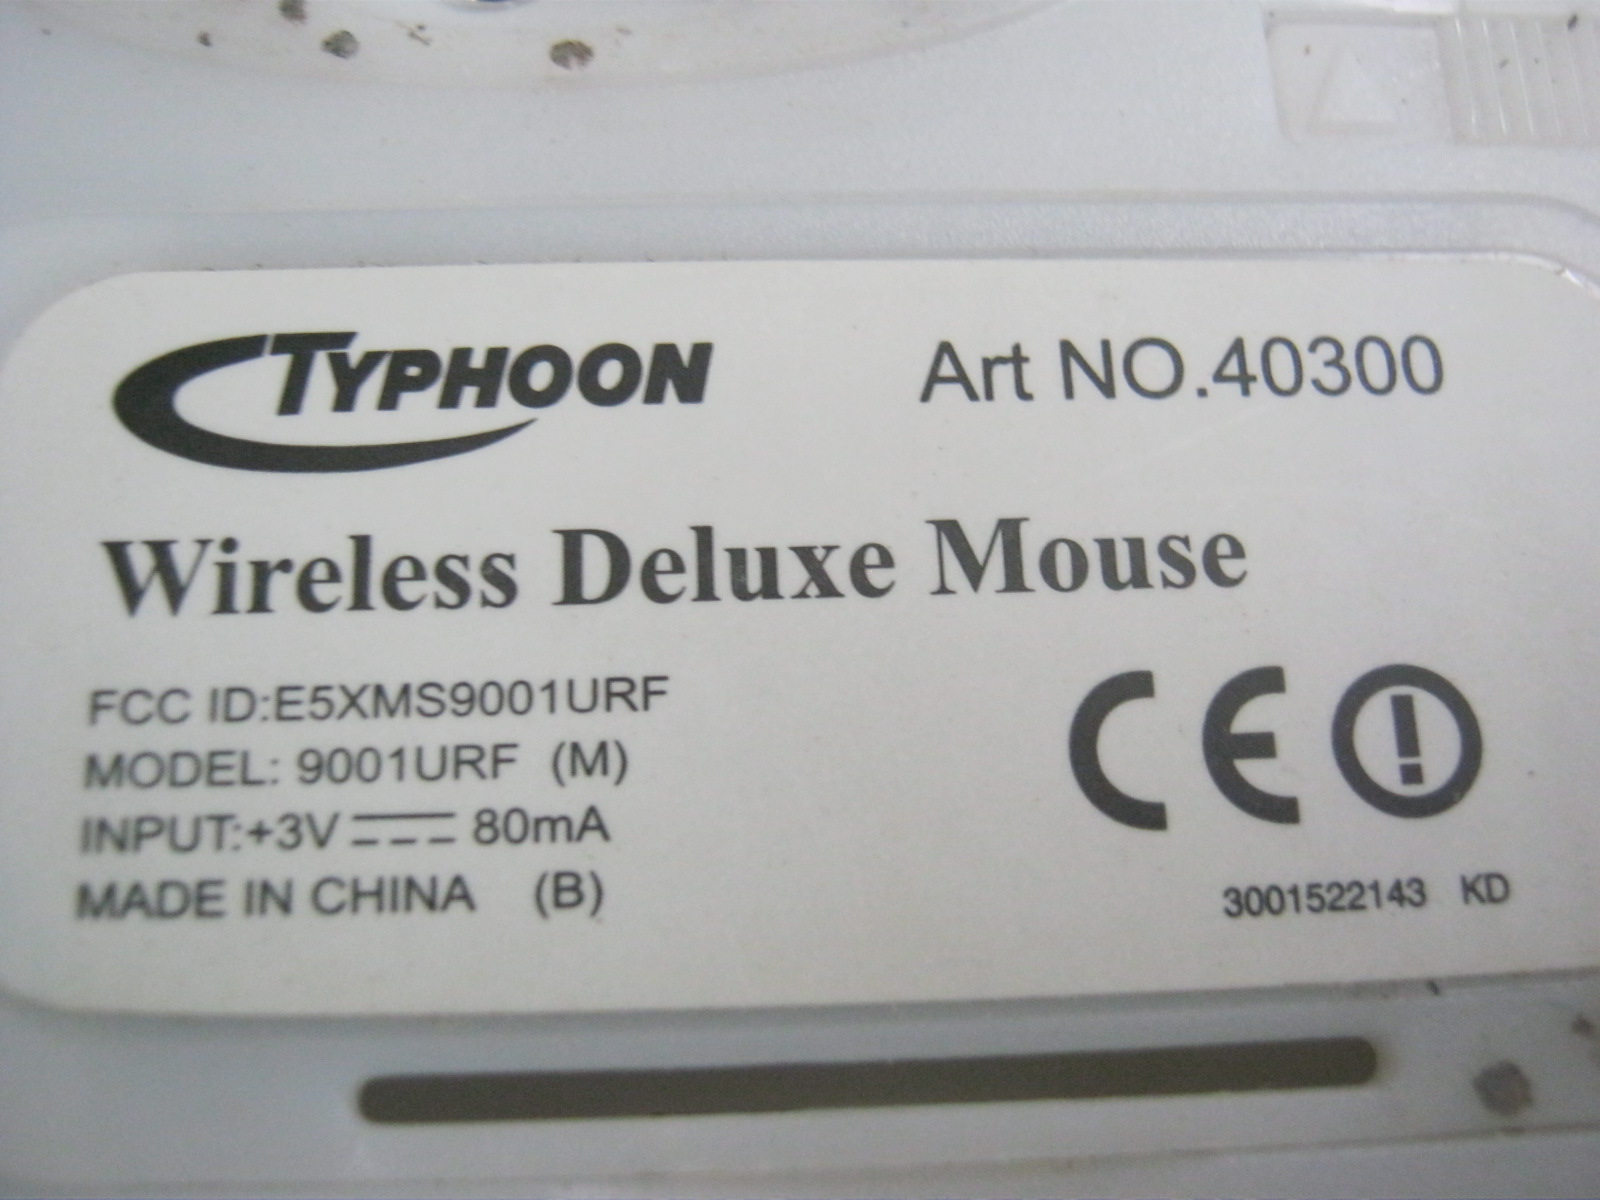 TYPHOON Art NO.40300
Wireless Deluxe Mouse
FCC ID:E5XMS9001URF
MODEL: 9001URF (M)
INPUT:+3V⎓80mA
MADE IN CHINA (B)
CE
3001522143 KD